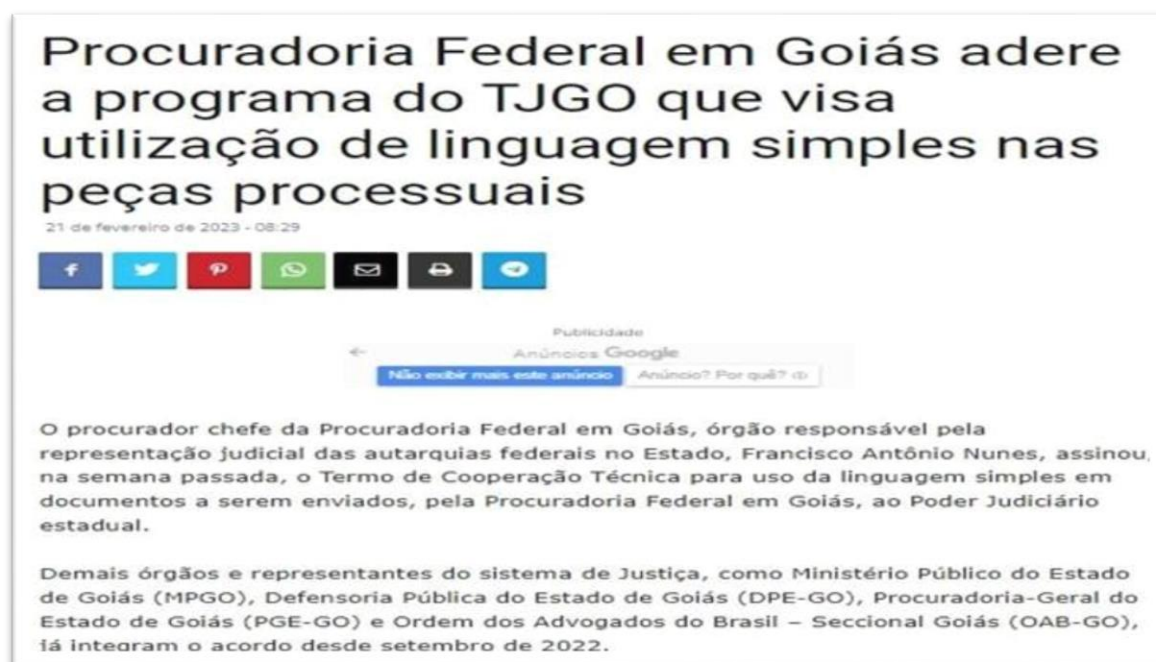 Procuradoria Federal em Goiás adere
a programa do TJGO que visa
utilização de linguagem simples nas
peças processuais
21 de fevereiro de 2023 - 08:29
Publicidade
Anúncios Google
Não exibir mais este anúncio Anúncio? Por quê?
O procurador chefe da Procuradoria Federal em Goiás, órgão responsável pela
representação judicial das autarquias federais no Estado, Francisco Antônio Nunes, assinou,
na semana passada, o Termo de Cooperação Técnica para uso da linguagem simples em
documentos a serem enviados, pela Procuradoria Federal em Goiás, ao Poder Judiciário
estadual.
Demais órgãos e representantes do sistema de Justiça, como Ministério Público do Estado
de Goiás (MPGO), Defensoria Pública do Estado de Goiás (DPE-GO), Procuradoria-Geral do
Estado de Goiás (PGE-GO) e Ordem dos Advogados do Brasil – Seccional Goiás (OAB-GO),
já integram o acordo desde setembro de 2022.